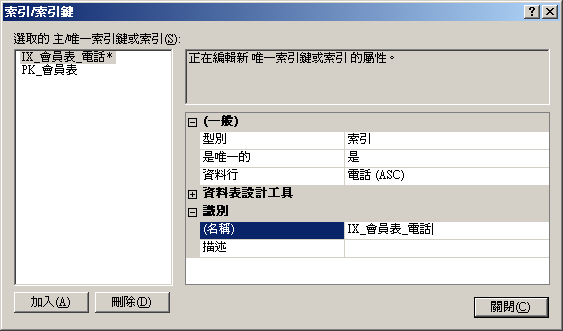 索引/索引鍵
選取的 主/唯一索引鍵或索引(S):
IX_會員表_電話*
PK_會員表
正在編輯新 唯一索引鍵或索引 的屬性。
(一般)
型別 索引
是唯一的 是
資料行 電話 (ASC)
資料表設計工具
識別
(名稱) IX_會員表_電話
描述
加入(A) 刪除(D)
關閉(C)